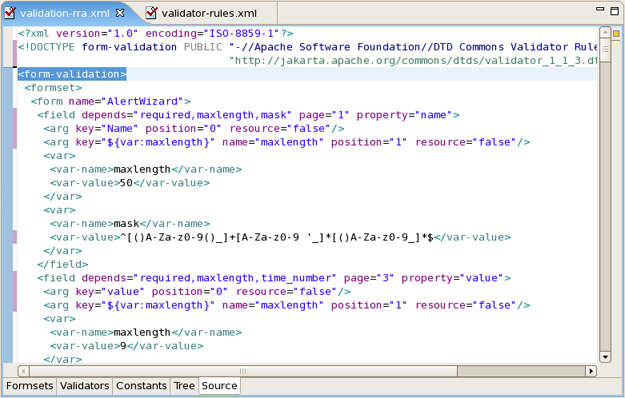 validation-rra.xml validator-rules.xml
<?xml version="1.0" encoding="ISO-8859-1"?>
<!DOCTYPE form-validation PUBLIC "-//Apache Software Foundation//DTD Commons Validator Rule
"http://jakarta.apache.org/commons/dtds/validator_1_1_3.dt
<form-validation>
<formset>
<form name="AlertWizard">
<field depends="required,maxlength,mask" page="1" property="name">
<arg key="Name" position="0" resource="false"/>
<arg key="${var:maxlength}" name="maxlength" position="1" resource="false"/>
<var>
<var-name>maxlength</var-name>
<var-value>50</var-value>
</var>
<var>
<var-name>mask</var-name>
<var-value>^[()A-Za-z0-9()_]+[A-Za-z0-9 '_]*[()A-Za-z0-9_]*$</var-value>
</var>
</field>
<field depends="required,maxlength,time_number" page="3" property="value">
<arg key="value" position="0" resource="false"/>
<arg key="${var:maxlength}" name="maxlength" position="1" resource="false"/>
<var>
<var-name>maxlength</var-name>
<var-value>9</var-value>
</var>
Formsets Validators Constants Tree Source